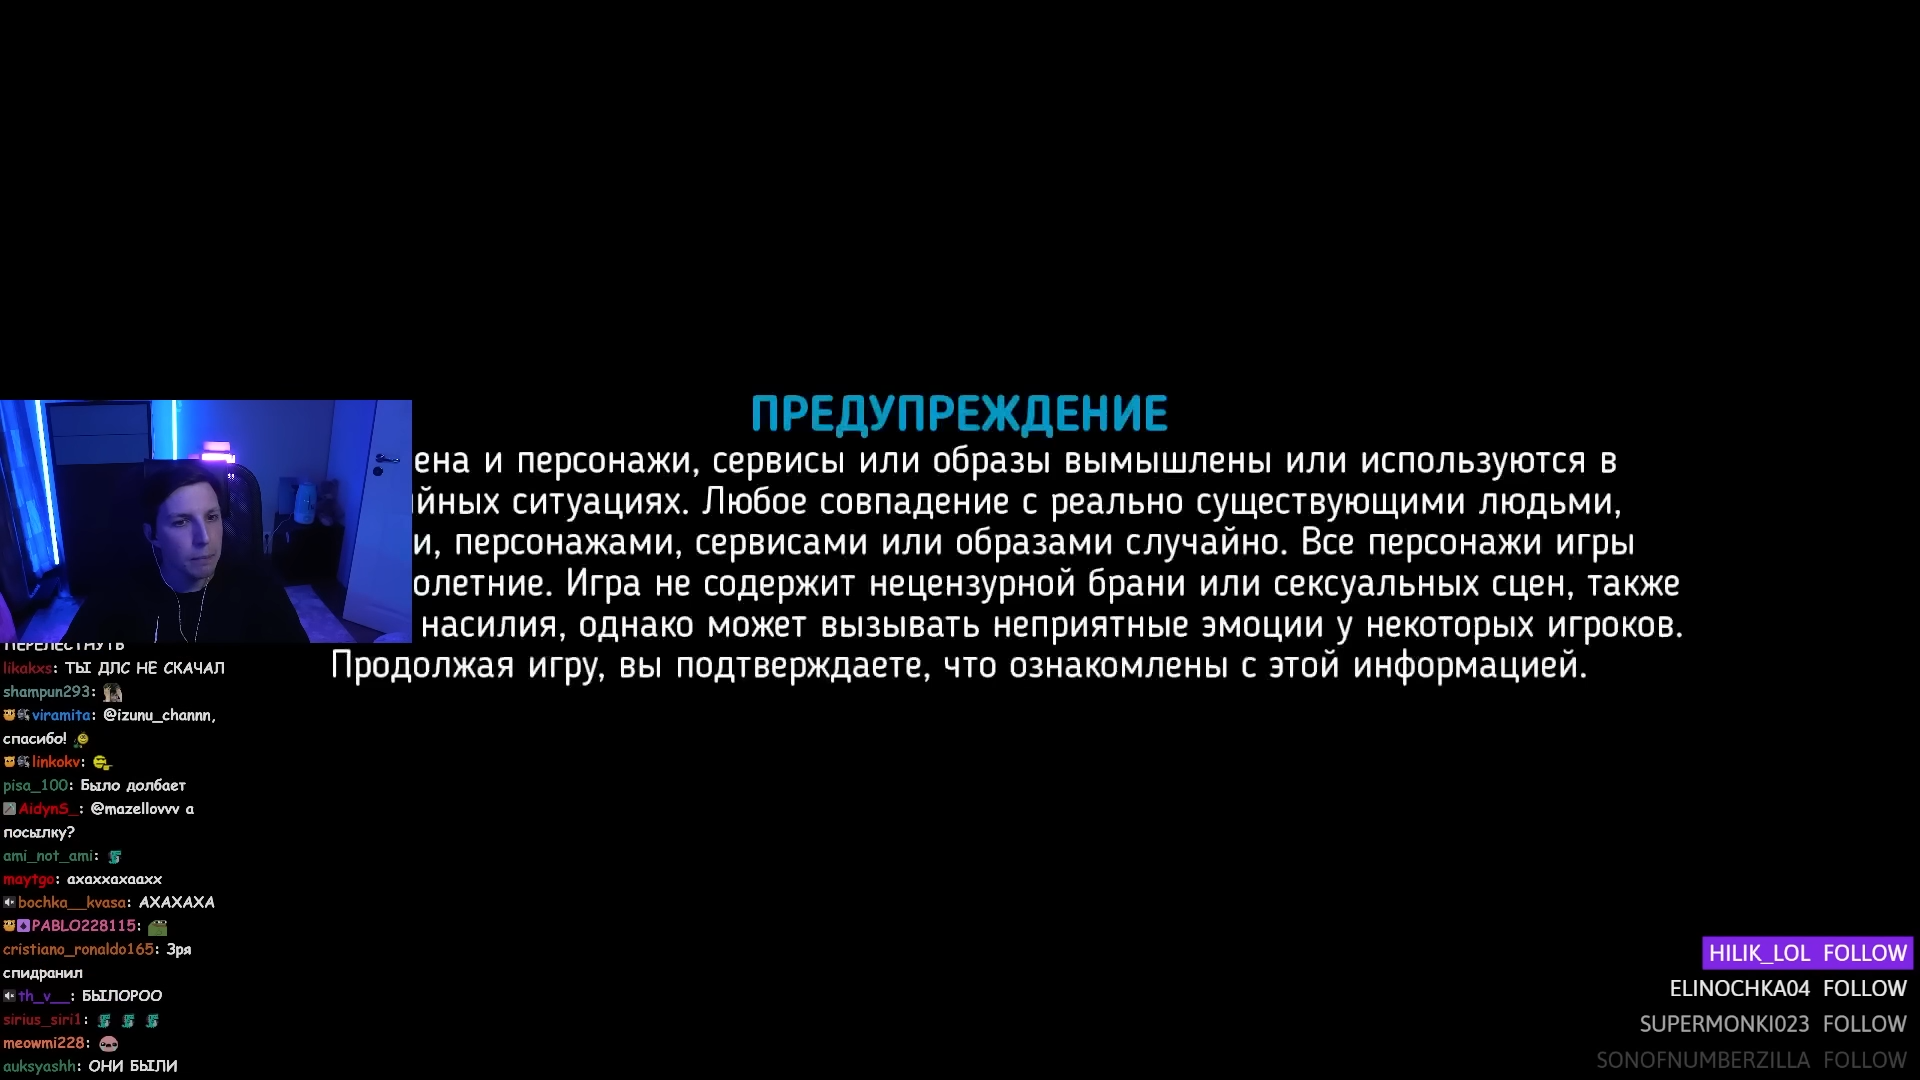 ПРЕДУПРЕЖДЕНИЕ
ена и персонажи, сервисы или образы вымышлены или используются в
йных ситуациях. Любое совпадение с реально существующими людьми,
и, персонажами, сервисами или образами случайно. Все персонажи игры
олетние. Игра не содержит нецензурной брани или сексуальных сцен, также
насилия, однако может вызывать неприятные эмоции у некоторых игроков.
Продолжая игру, вы подтверждаете, что ознакомлены с этой информацией.
ПЕРЕЛЕСТНУТЬ
likakxs: ТЫ ДЛС НЕ СКАЧАЛ
shampun293:
viramita: @izunu_channn,
спасибо!
linkokv:
pisa_100: Было долбает
AidynS_: @mazellovvv а
посылку?
ami_not_ami:
maytgo: ахаххахаахх
bochka__kvasa: АХАХАХА
PABLO228115:
cristiano_ronaldo165: Зря
спидранил
th_v__: БЫЛОРОО
sirius_siri1:
meowmi228:
auksyashh: ОНИ БЫЛИ
HILIK_LOL FOLLOW
ELINOCHKA04 FOLLOW
SUPERMONKI023 FOLLOW
SONOFNUMBERZILLA FOLLOW